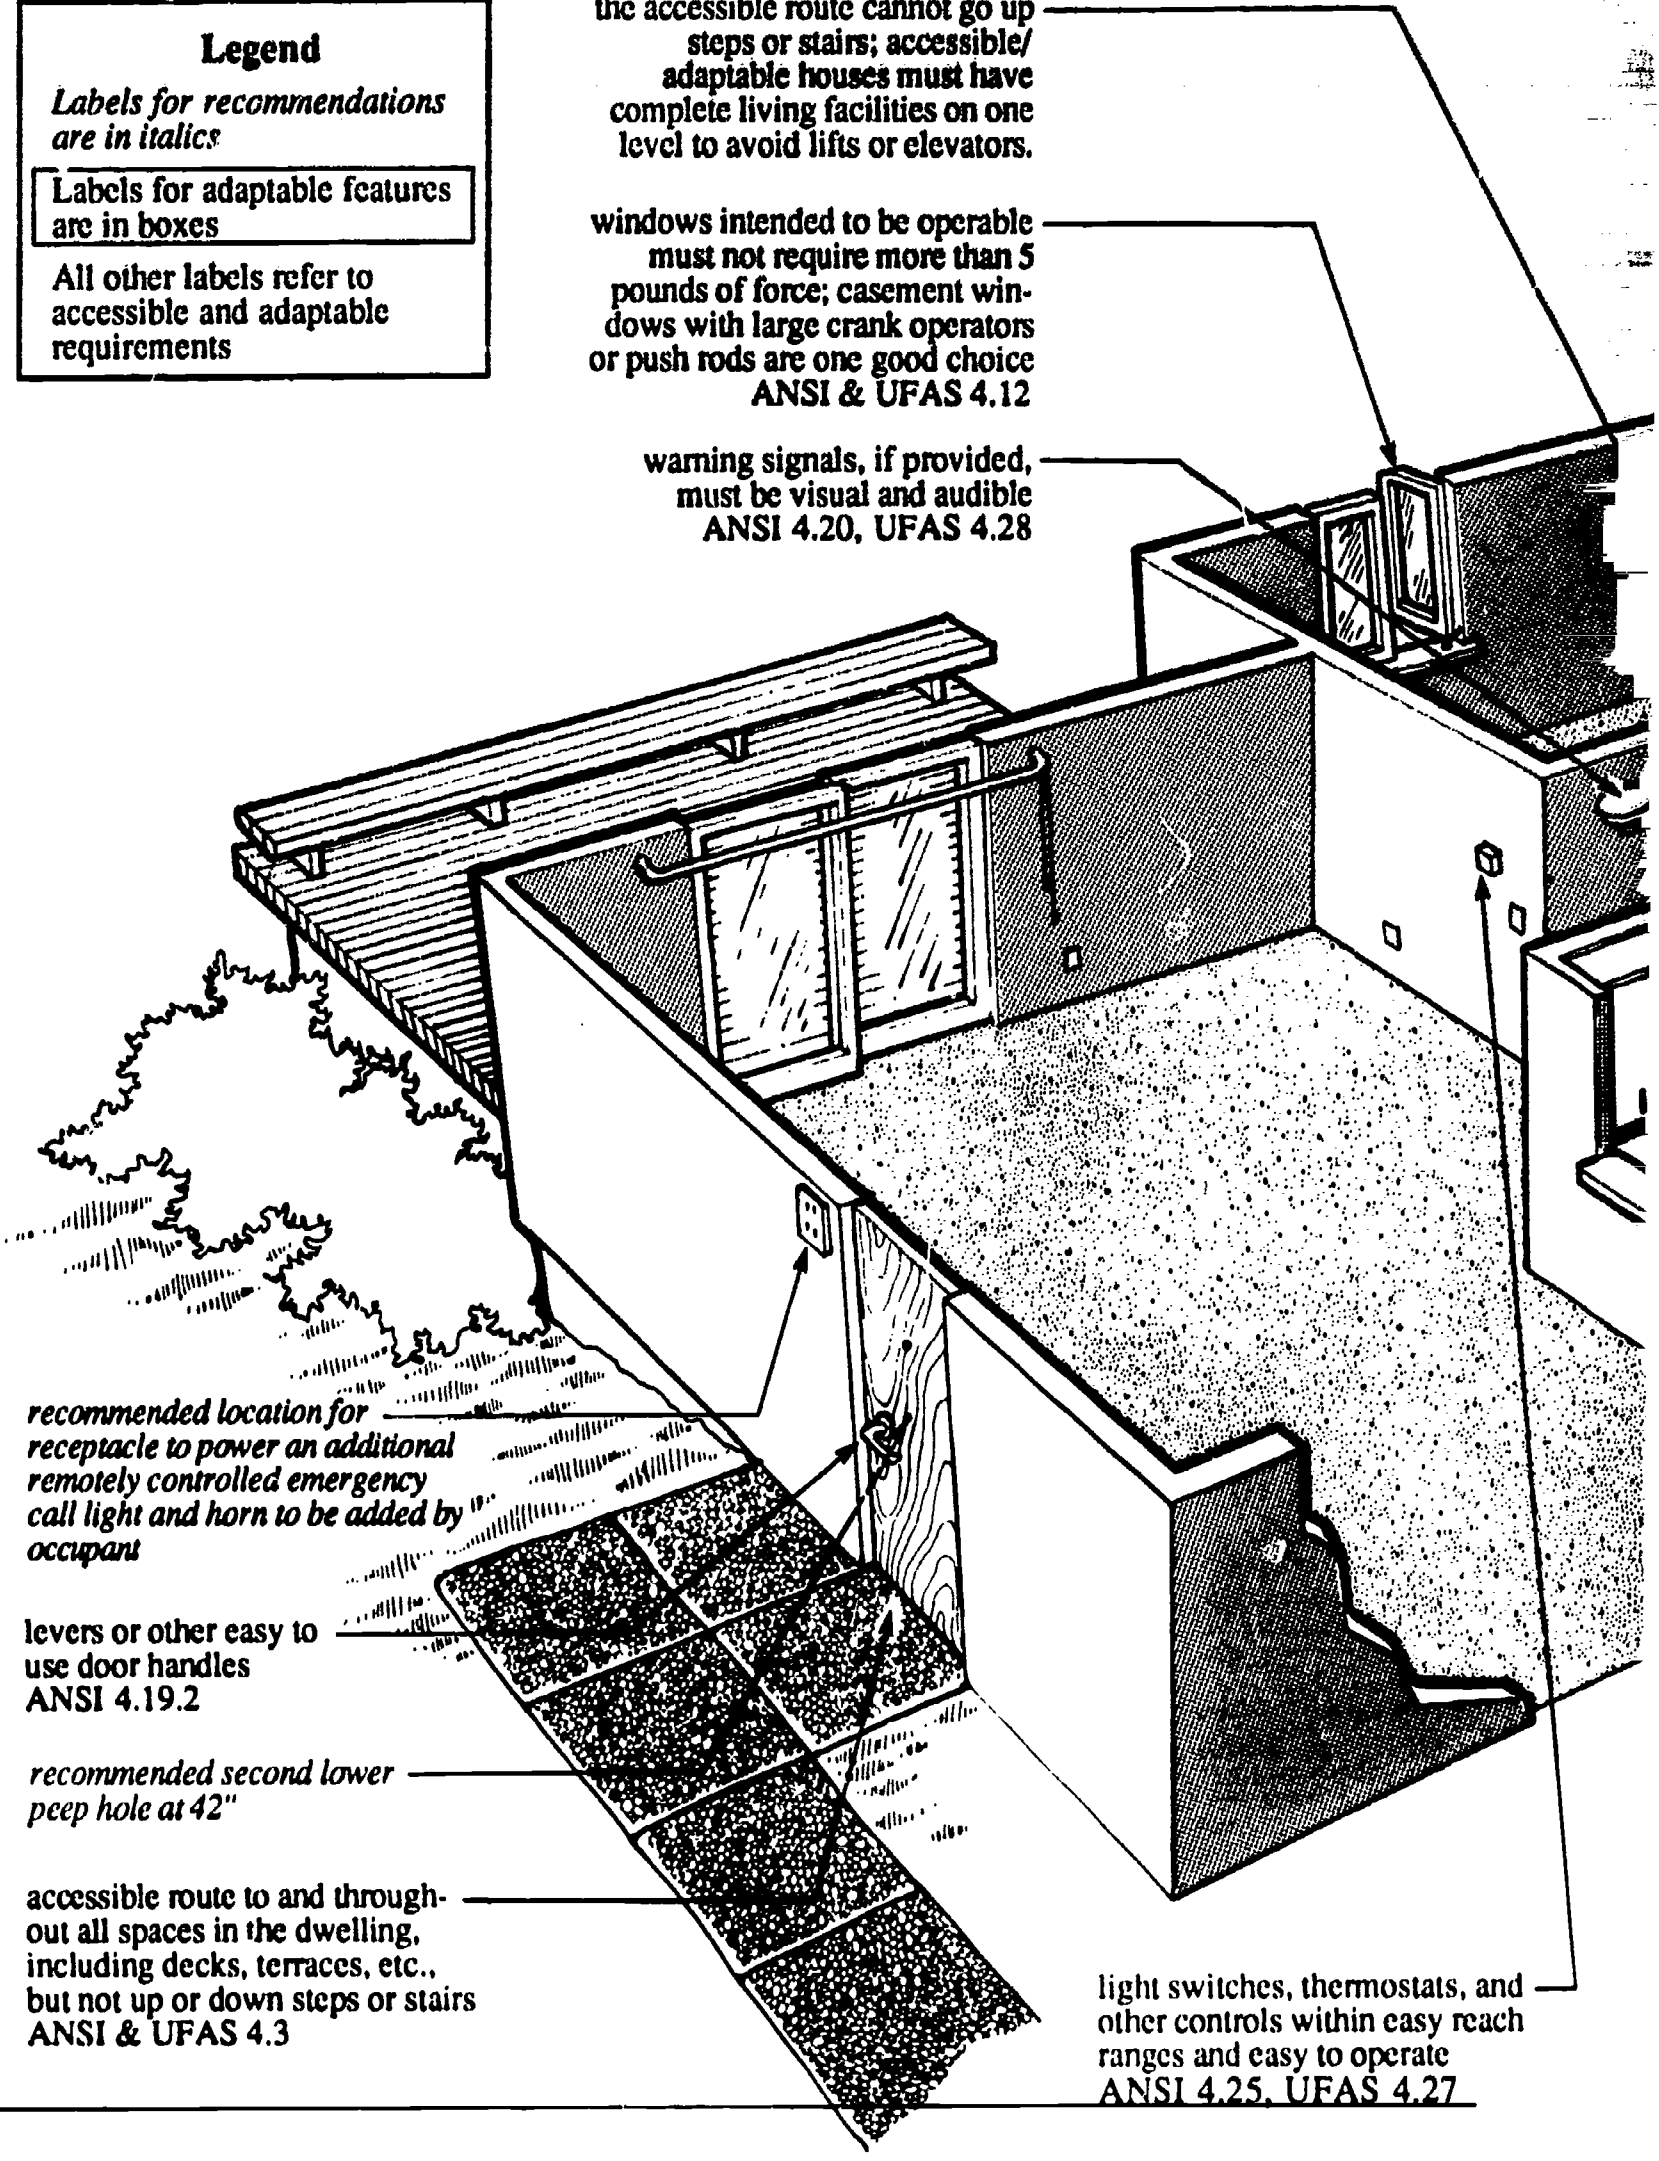 Legend
Labels for recommendations
are in italics
Labels for adaptable features
are in boxes
All other labels refer to
accessible and adaptable
requirements
the accessible route cannot go up
steps or stairs; accessible/
adaptable houses must have
complete living facilities on one
level to avoid lifts or elevators.
windows intended to be operable
must not require more than 5
pounds of force; casement win-
dows with large crank operators
or push rods are one good choice
ANSI & UFAS 4.12
warning signals, if provided,
must be visual and audible
ANSI 4.20, UFAS 4.28
recommended location for
receptacle to power an additional
remotely controlled emergency
call light and horn to be added by
occupant
levers or other easy to
use door handles
ANSI 4.19.2
recommended second lower
peep hole at 42"
accessible route to and through-
out all spaces in the dwelling,
including decks, terraces, etc.,
but not up or down steps or stairs
ANSI & UFAS 4.3
light switches, thermostats, and
other controls within easy reach
ranges and easy to operate
ANSI 4.25, UFAS 4.27